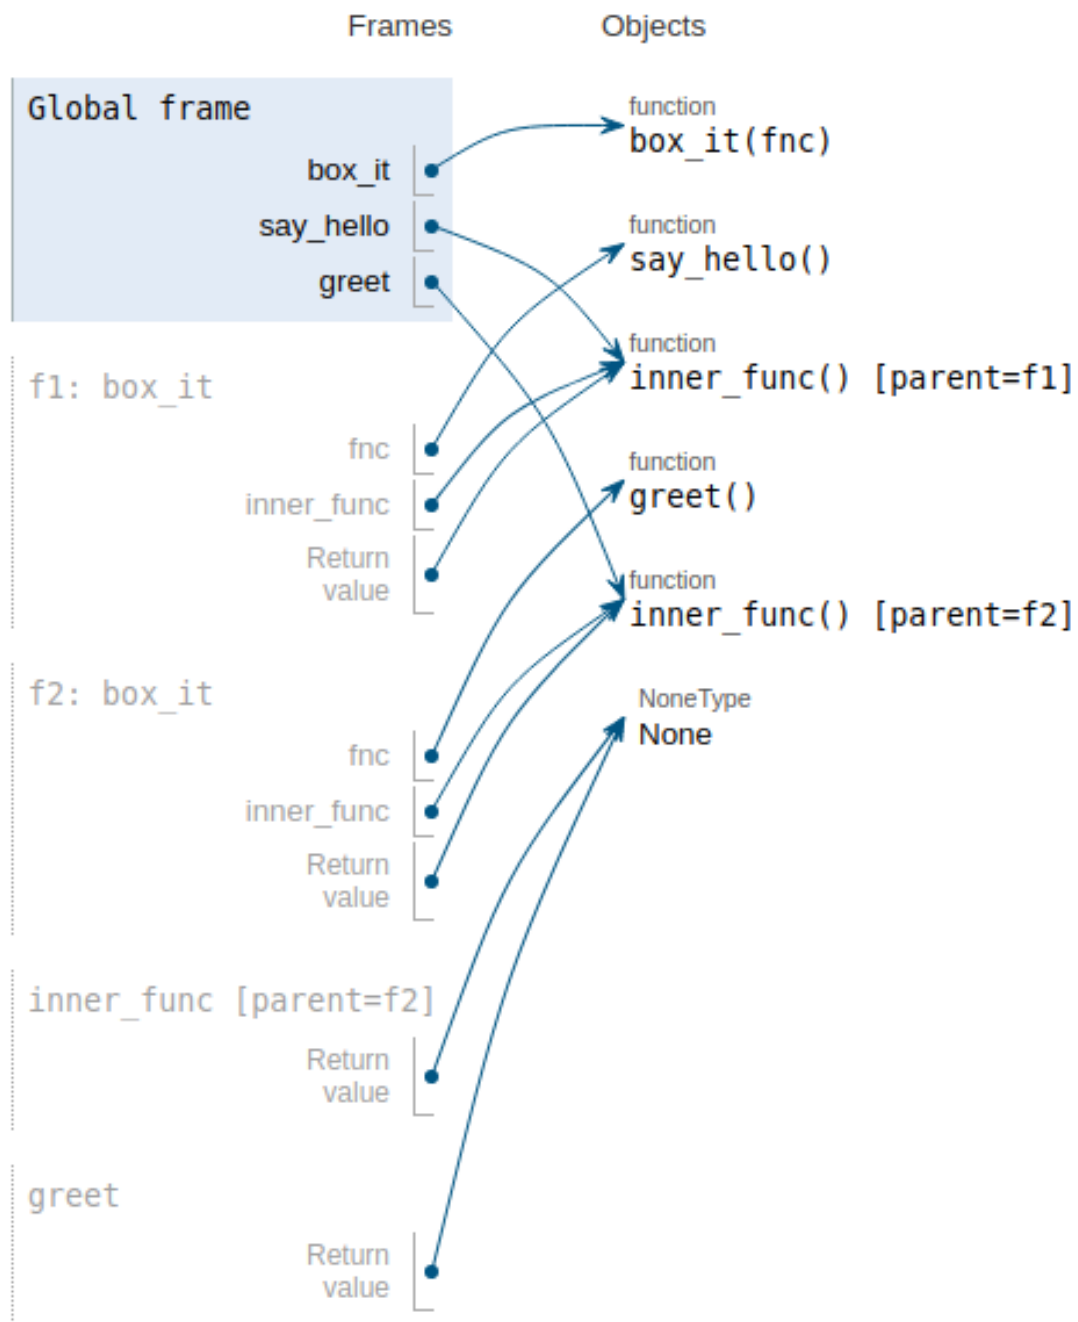 Frames Objects
Global frame
box_it
say_hello
greet
function
box_it(fnc)
function
say_hello()
function
inner_func() [parent=f1]
function
greet()
function
inner_func() [parent=f2]
NoneType
None
f1: box_it
fnc
inner_func
Return
value
f2: box_it
fnc
inner_func
Return
value
inner_func [parent=f2]
Return
value
greet
Return
value